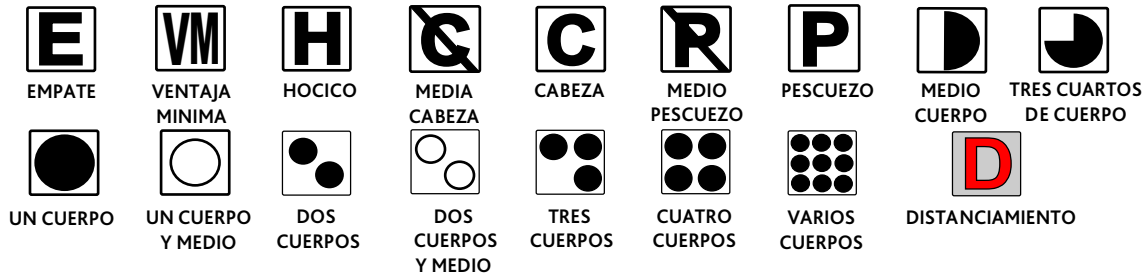 E VM H C C R P
EMPATE VENTAJA HOCICO MEDIA CABEZA MEDIO PESCUEZO MEDIO TRES CUARTOS
MINIMA CABEZA PESCUEZO CUERPO DE CUERPO
D
UN CUERPO UN CUERPO DOS DOS TRES CUATRO VARIOS DISTANCIAMIENTO
Y MEDIO CUERPOS CUERPOS CUERPOS CUERPOS CUERPOS
Y MEDIO